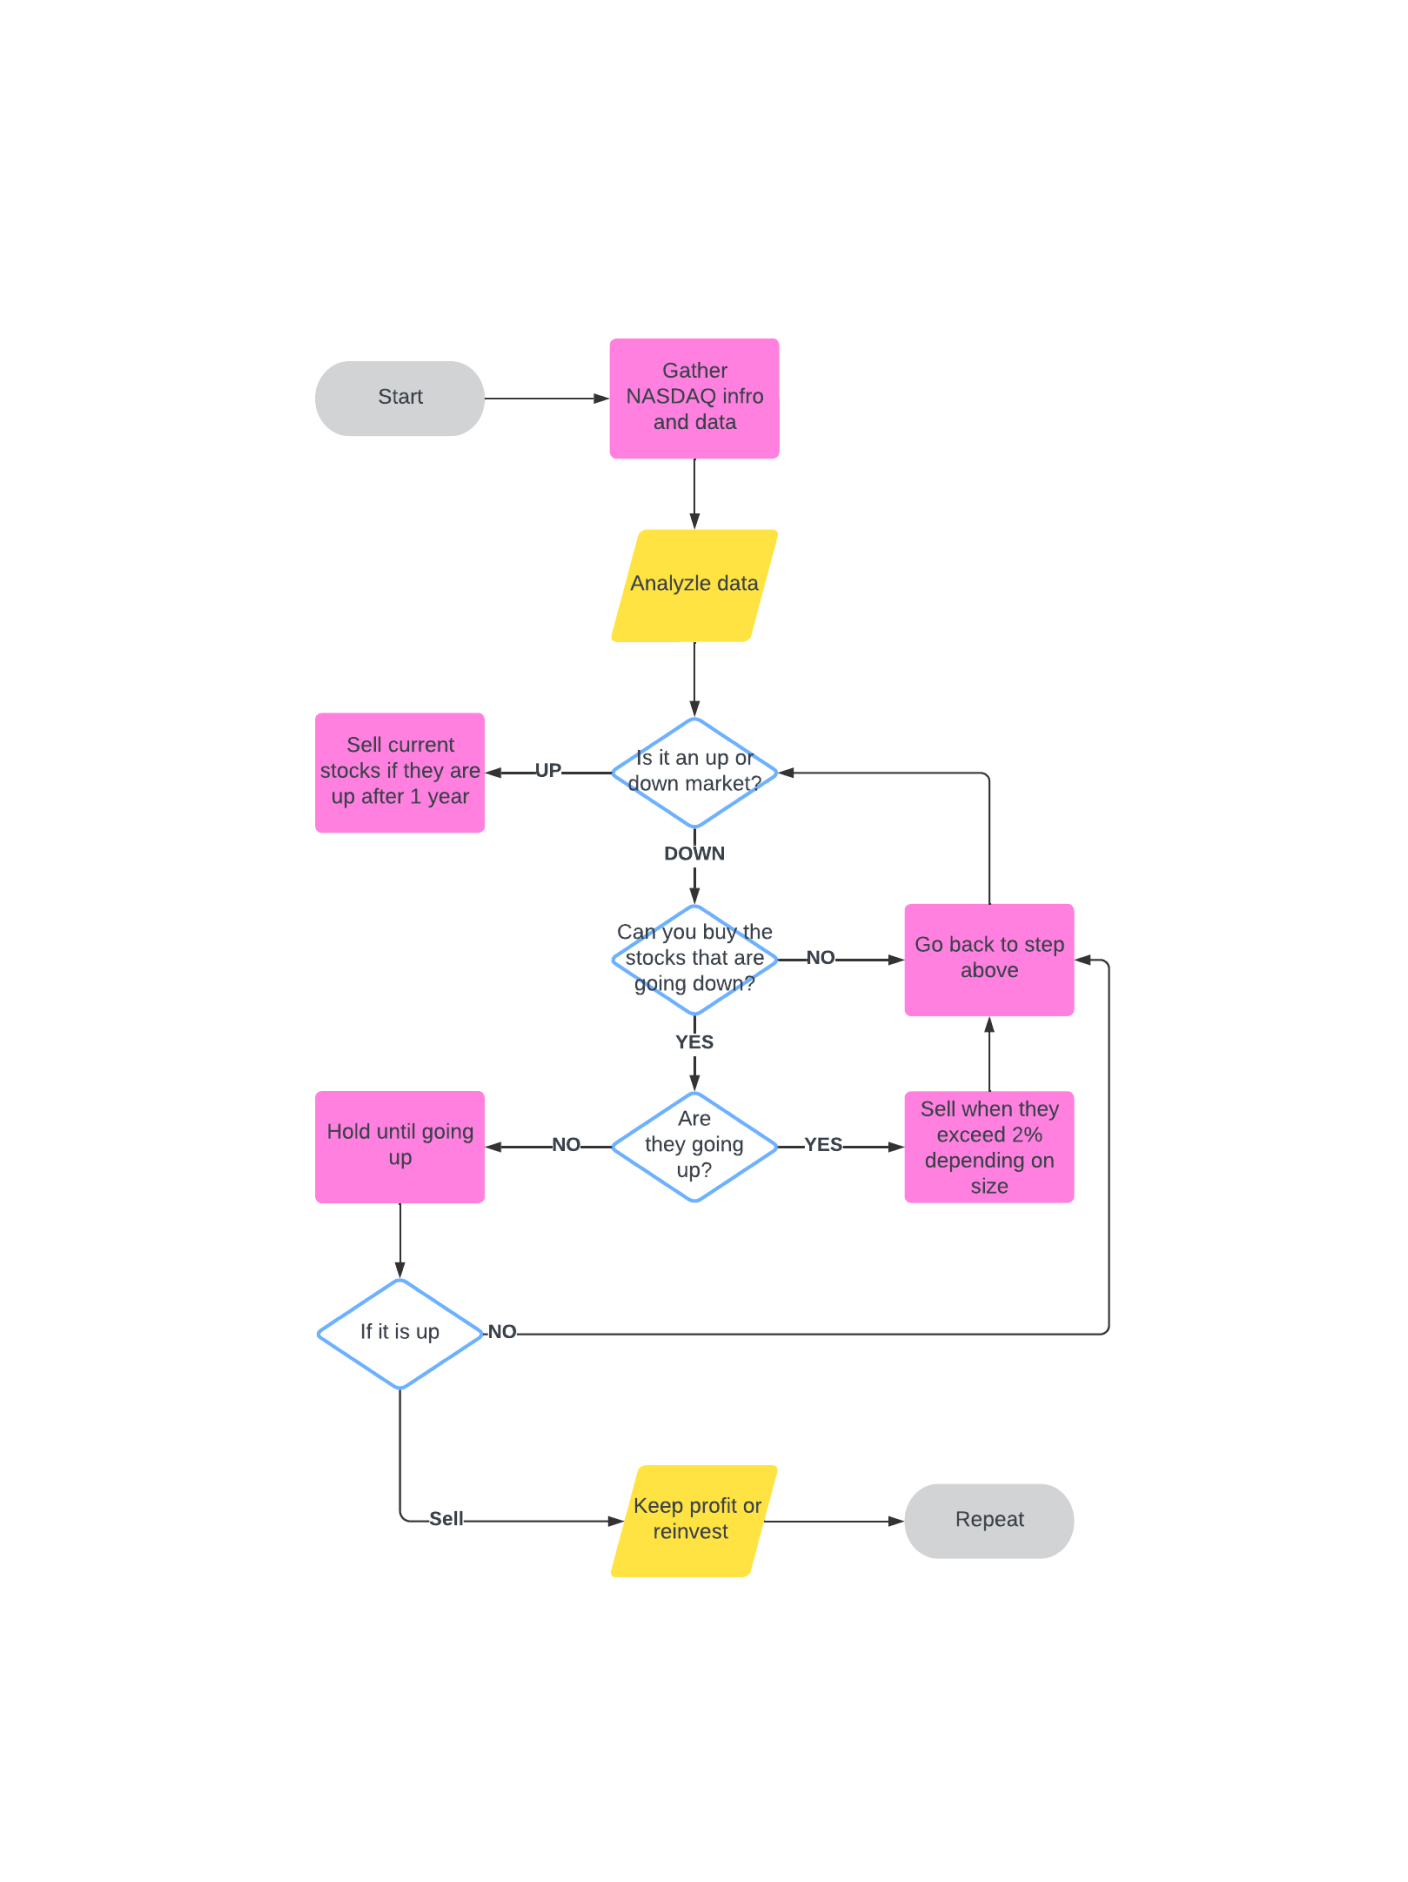 Start
Gather
NASDAQ infro
and data
Analyzle data
Sell current
stocks if they are
up after 1 year
UP
Is it an up or
down market?
DOWN
Can you buy the
stocks that are
going down?
NO
Go back to step
above
YES
Hold until going
up
NO
Are
they going
up?
YES
Sell when they
exceed 2%
depending on
size
If it is up
NO
Sell
Keep profit or
reinvest
Repeat